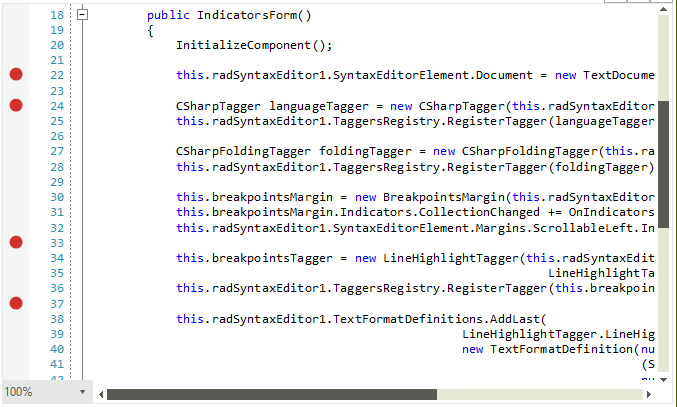 18 public IndicatorsForm()
19 {
20 InitializeComponent();
21
22 this.radSyntaxEditor1.SyntaxEditorElement.Document = new TextDocume
23
24 CSharpTagger languageTagger = new CSharpTagger(this.radSyntaxEditor
25 this.radSyntaxEditor1.TaggersRegistry.RegisterTagger(languageTagger
26
27 CSharpFoldingTagger foldingTagger = new CSharpFoldingTagger(this.ra
28 this.radSyntaxEditor1.TaggersRegistry.RegisterTagger(foldingTagger)
29
30 this.breakpointsMargin = new BreakpointsMargin(this.radSyntaxEditor
31 this.breakpointsMargin.Indicators.CollectionChanged += OnIndicators
32 this.radSyntaxEditor1.SyntaxEditorElement.Margins.ScrollableLeft.In
33
34 this.breakpointsTagger = new LineHighlightTagger(this.radSyntaxEdit
35 LineHighlightTa
36 this.radSyntaxEditor1.TaggersRegistry.RegisterTagger(this.breakpoin
37
38 this.radSyntaxEditor1.TextFormatDefinitions.AddLast(
39 LineHighlightTagger.LineHig
40 new TextFormatDefinition(nu
41 (S
100%